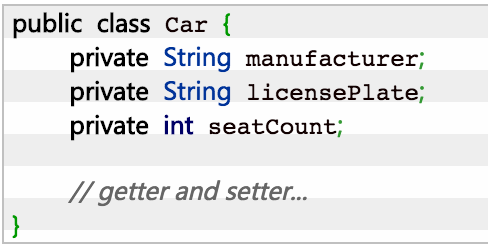 public class Car {
    private String manufacturer;
    private String licensePlate;
    private int seatCount;
    // getter and setter...
}